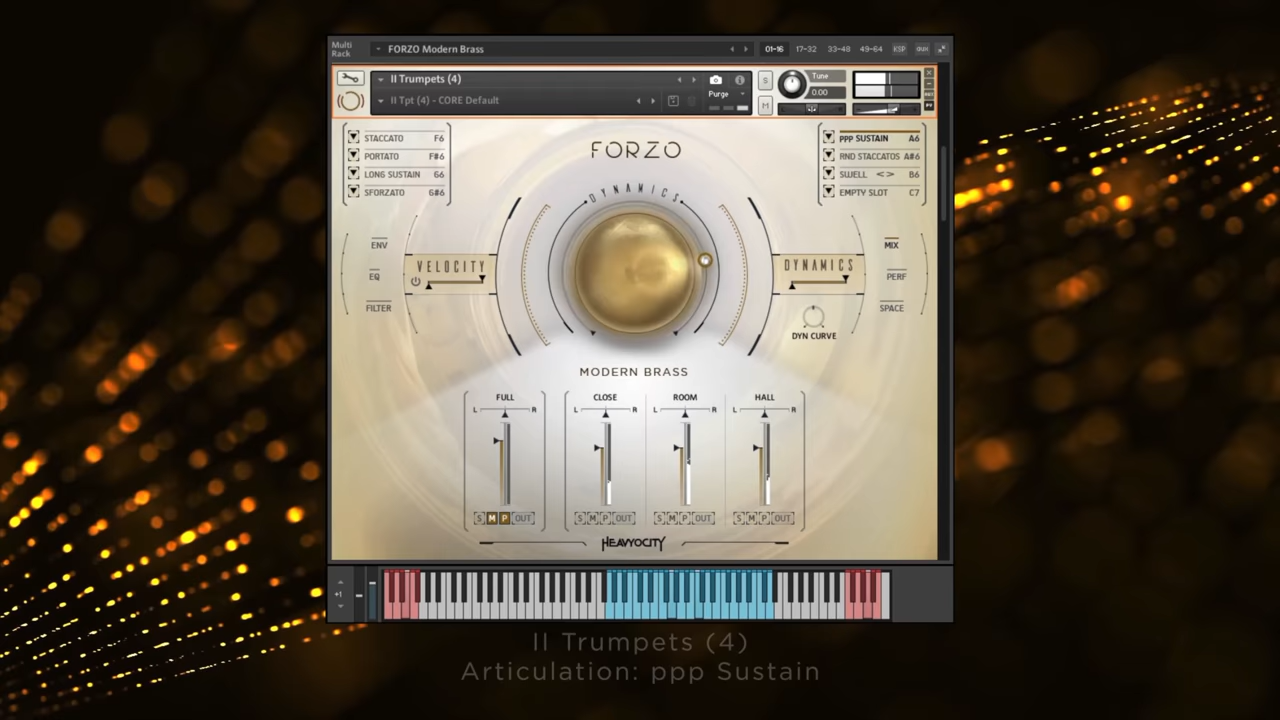 Multi
Rack
FORZO Modern Brass
01-16 17-32 33-48 49-64 KSP aux
II Trumpets (4)
Purge
S
Tune
0.00
II Tpt (4) - CORE Default
M
STACCATO F6
PORTATO F#6
LONG SUSTAIN G6
SFORZATO G#6
FORZO
PPP SUSTAIN A6
RND STACCATOS A#6
SWELL <> B6
EMPTY SLOT C7
DYNAMICS
ENV
EQ
FILTER
VELOCITY
DYNAMICS
MIX
PERF
SPACE
DYN CURVE
MODERN BRASS
FULL
L R
CLOSE
L R
ROOM
L R
HALL
L R
S M P OUT
S M P OUT
S M P OUT
S M P OUT
HEAVYOCITY
+1
II Trumpets (4)
Articulation: ppp Sustain